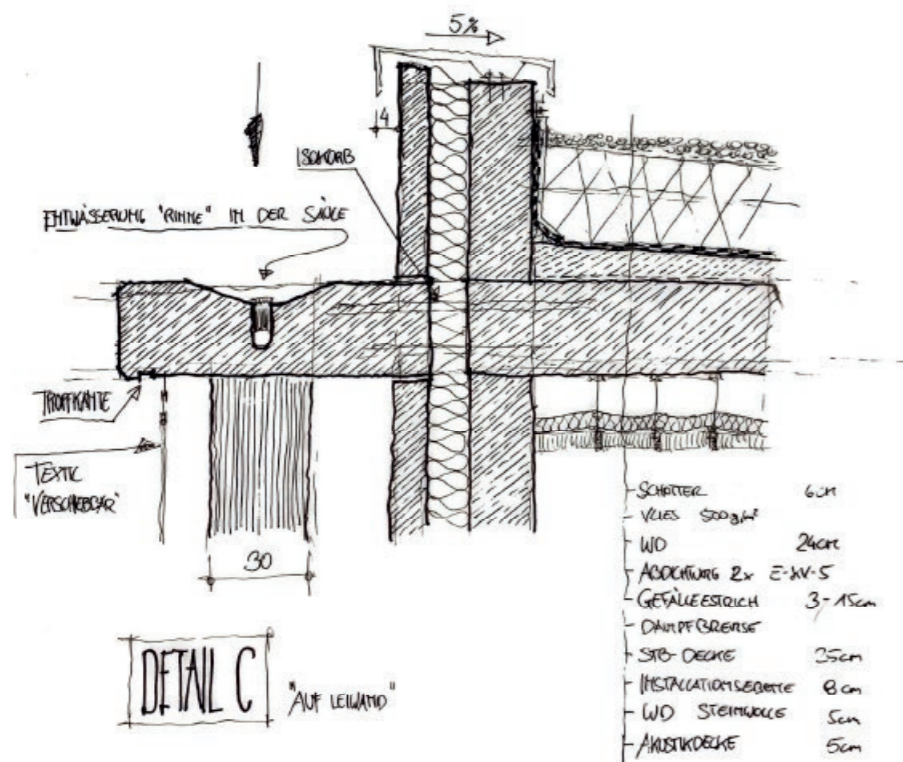 5%
14
ISOKORB
ENTWÄSSERUNG "RINNE" IN DER SÄULE
TROPFKANTE
TEXTIL
"VERSCHIEBBAR"
30
DETAIL C
"AUF LEIWAND"
SCHOTTER 6cm
VLIES 500g/m²
WD 24cm
ABDICHTUNG 2x E-KV-5
GEFÄLLEESTRICH 3-15cm
DAMPFBREMSE
STB-DECKE 25cm
INSTALLATIONSEBENE 8cm
WD STEINWOLLE 5cm
AKUSTIKDECKE 5cm